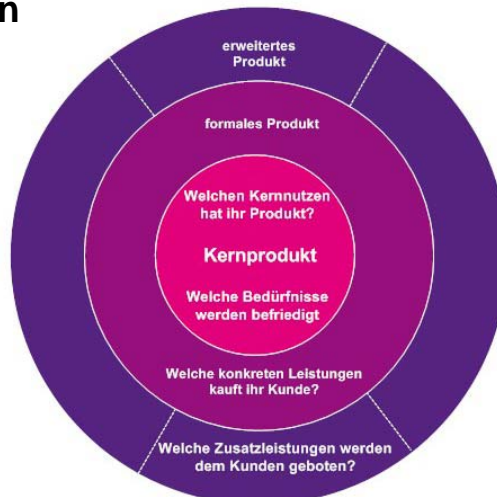 n
erweitertes
Produkt
formales Produkt
Welchen Kernnutzen
hat ihr Produkt?
Kernprodukt
Welche Bedürfnisse
werden befriedigt
Welche konkreten Leistungen
kauft ihr Kunde?
Welche Zusatzleistungen werden
dem Kunden geboten?